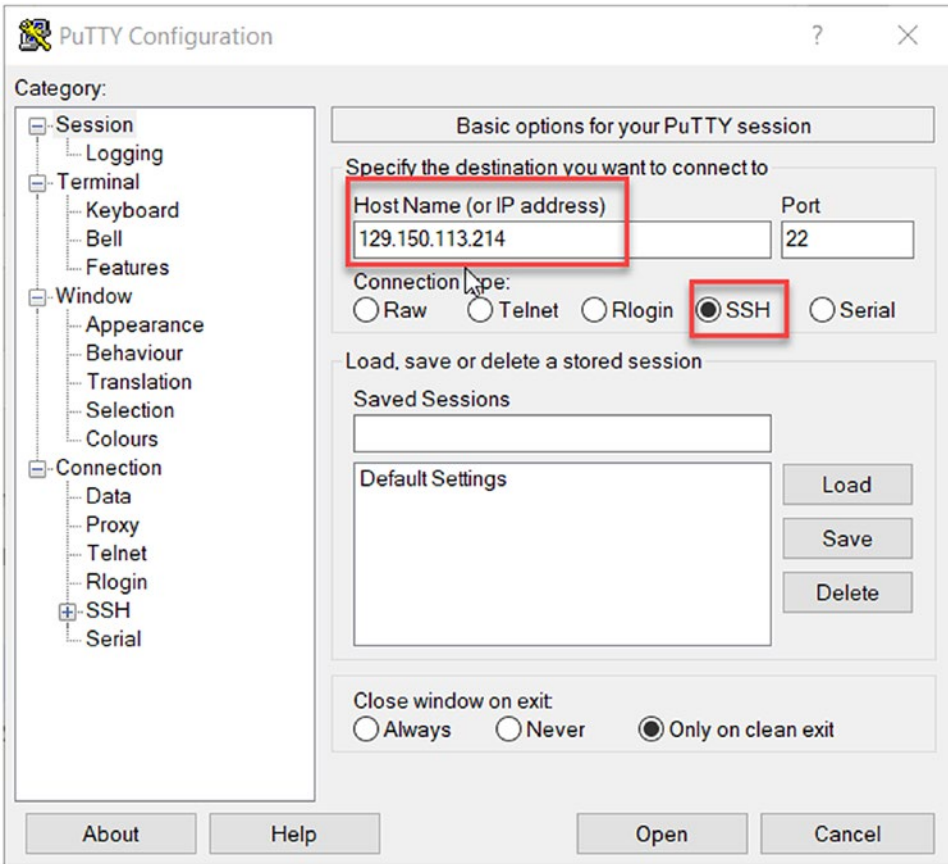 PuTTY Configuration
?
Category:
Session
Logging
Terminal
Keyboard
Bell
Features
Window
Appearance
Behaviour
Translation
Selection
Colours
Connection
Data
Proxy
Telnet
Rlogin
SSH
Serial
Basic options for your PuTTY session
Specify the destination you want to connect to
Host Name (or IP address) Port
129.150.113.214 22
Connection type:
Raw Telnet Rlogin SSH Serial
Load, save or delete a stored session
Saved Sessions
Default Settings
Load
Save
Delete
Close window on exit:
Always Never Only on clean exit
About Help Open Cancel